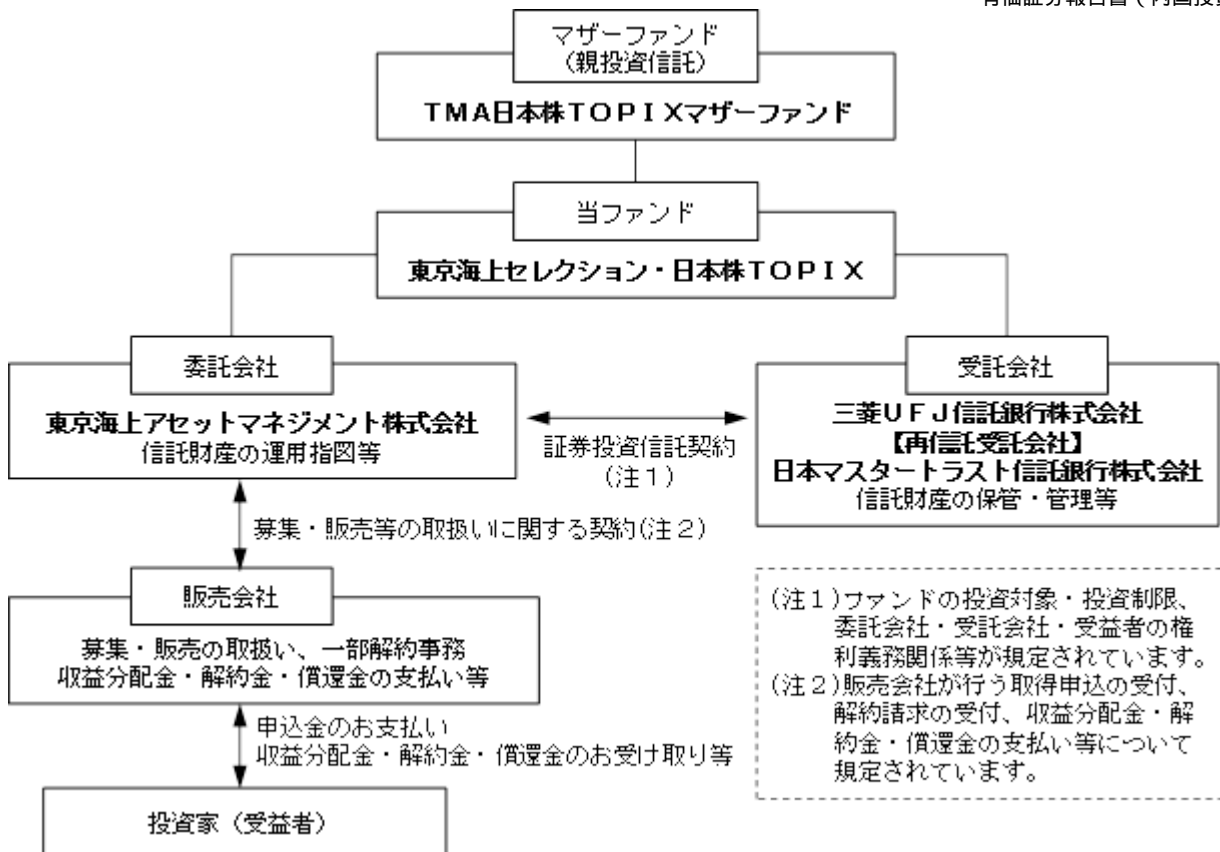 有価証券報告書(内国投資
マザーファンド
(親投資信託)
TMA日本株TOPIXマザーファンド
当ファンド
東京海上セレクション・日本株TOPIX
委託会社
東京海上アセットマネジメント株式会社
信託財産の運用指図等
証券投資信託契約
(注1)
受託会社
三菱UFJ信託銀行株式会社
【再信託受託会社】
日本マスタートラスト信託銀行株式会社
信託財産の保管・管理等
募集・販売等の取扱いに関する契約(注2)
販売会社
募集・販売の取扱い、一部解約事務
収益分配金・解約金・償還金の支払い等
申込金のお支払い
収益分配金・解約金・償還金のお受け取り等
投資家(受益者)
(注1)ファンドの投資対象・投資制限、
委託会社・受託会社・受益者の権
利義務関係等が規定されています。
(注2)販売会社が行う取得申込の受付、
解約請求の受付、収益分配金・解
約金・償還金の支払い等について
規定されています。